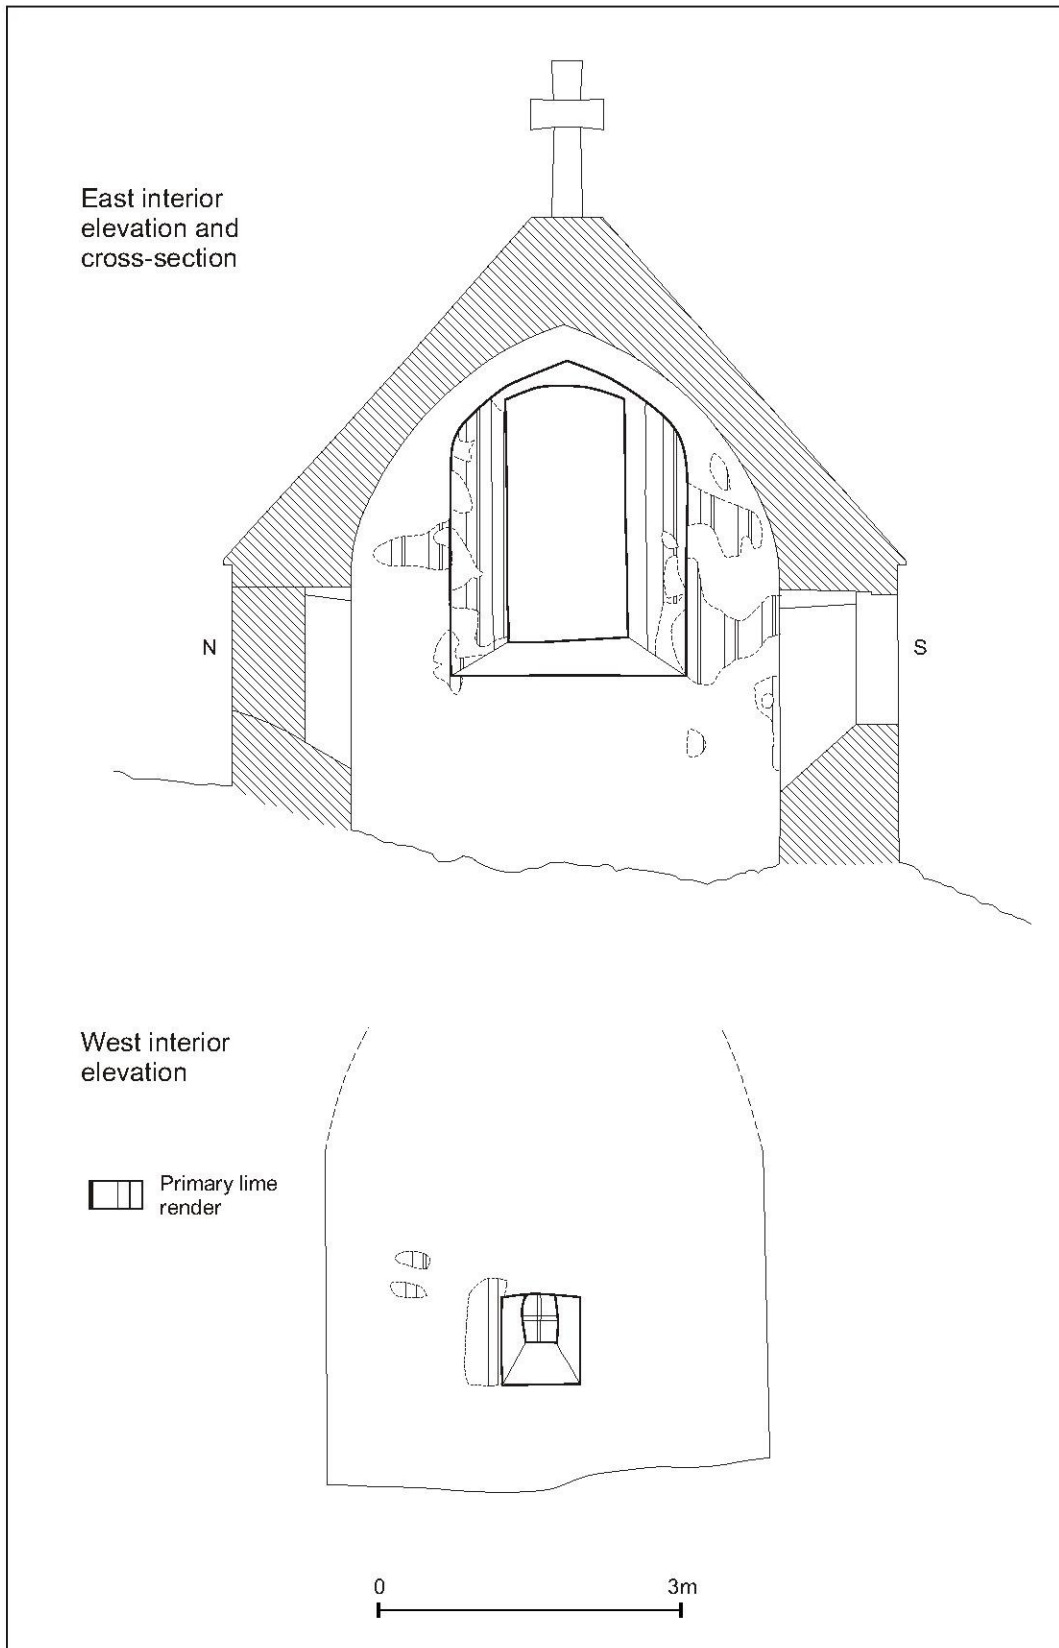 East interior
elevation and
cross-section
N
S
West interior
elevation
Primary lime
render
0
3m